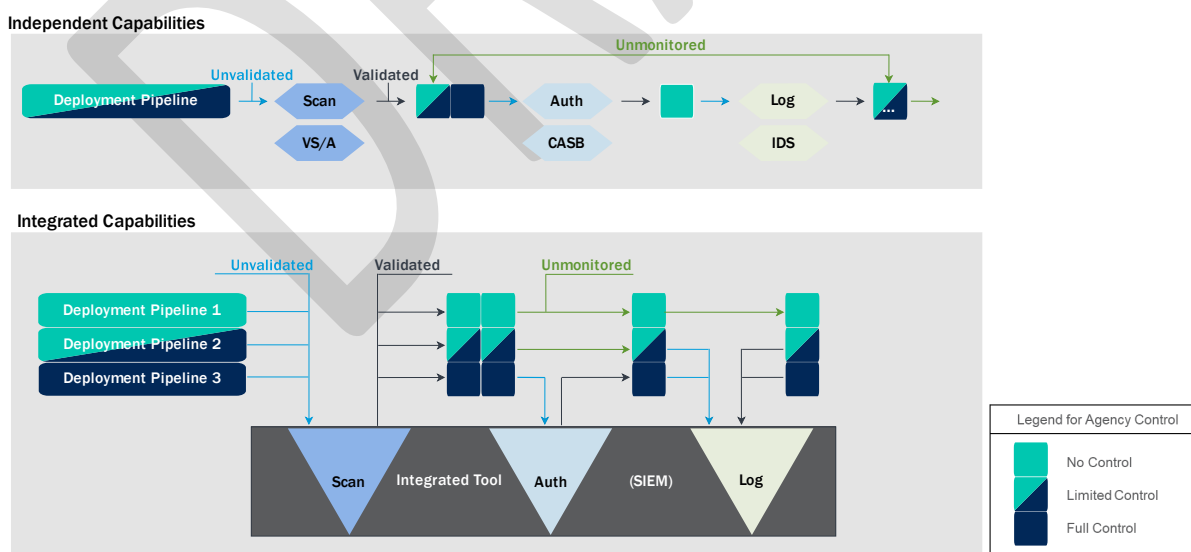 Independent Capabilities
Unmonitored
Unvalidated
Validated
Deployment Pipeline
Scan
Auth
Log
...
VS/A
CASB
IDS
Integrated Capabilities
Unvalidated
Validated
Unmonitored
Deployment Pipeline 1
Deployment Pipeline 2
Deployment Pipeline 3
Scan
Integrated Tool
Auth
(SIEM)
Log
Legend for Agency Control
No Control
Limited Control
Full Control